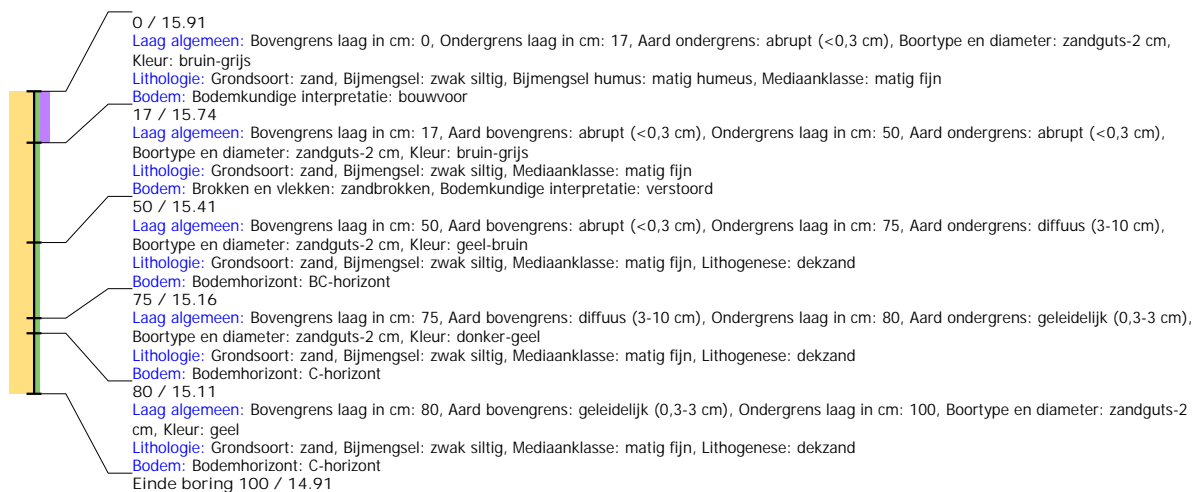 0 / 15.91
Laag algemeen: Bovengrens laag in cm: 0, Ondergrens laag in cm: 17, Aard ondergrens: abrupt (<0,3 cm), Boortype en diameter: zandguts-2 cm,
Kleur: bruin-grijs
Lithologie: Grondsoort: zand, Bijmengsel: zwak siltig, Bijmengsel humus: matig humeus, Mediaanklasse: matig fijn
Bodem: Bodemkundige interpretatie: bouwvoor
17 / 15.74
Laag algemeen: Bovengrens laag in cm: 17, Aard bovengrens: abrupt (<0,3 cm), Ondergrens laag in cm: 50, Aard ondergrens: abrupt (<0,3 cm),
Boortype en diameter: zandguts-2 cm, Kleur: bruin-grijs
Lithologie: Grondsoort: zand, Bijmengsel: zwak siltig, Mediaanklasse: matig fijn
Bodem: Brokken en vlekken: zandbrokken, Bodemkundige interpretatie: verstoord
50 / 15.41
Laag algemeen: Bovengrens laag in cm: 50, Aard bovengrens: abrupt (<0,3 cm), Ondergrens laag in cm: 75, Aard ondergrens: diffuus (3-10 cm),
Boortype en diameter: zandguts-2 cm, Kleur: geel-bruin
Lithologie: Grondsoort: zand, Bijmengsel: zwak siltig, Mediaanklasse: matig fijn, Lithogenese: dekzand
Bodem: Bodemhorizont: BC-horizont
75 / 15.16
Laag algemeen: Bovengrens laag in cm: 75, Aard bovengrens: diffuus (3-10 cm), Ondergrens laag in cm: 80, Aard ondergrens: geleidelijk (0,3-3 cm),
Boortype en diameter: zandguts-2 cm, Kleur: donker-geel
Lithologie: Grondsoort: zand, Bijmengsel: zwak siltig, Mediaanklasse: matig fijn, Lithogenese: dekzand
Bodem: Bodemhorizont: C-horizont
80 / 15.11
Laag algemeen: Bovengrens laag in cm: 80, Aard bovengrens: geleidelijk (0,3-3 cm), Ondergrens laag in cm: 100, Boortype en diameter: zandguts-2
cm, Kleur: geel
Lithologie: Grondsoort: zand, Bijmengsel: zwak siltig, Mediaanklasse: matig fijn, Lithogenese: dekzand
Bodem: Bodemhorizont: C-horizont
Einde boring 100 / 14.91